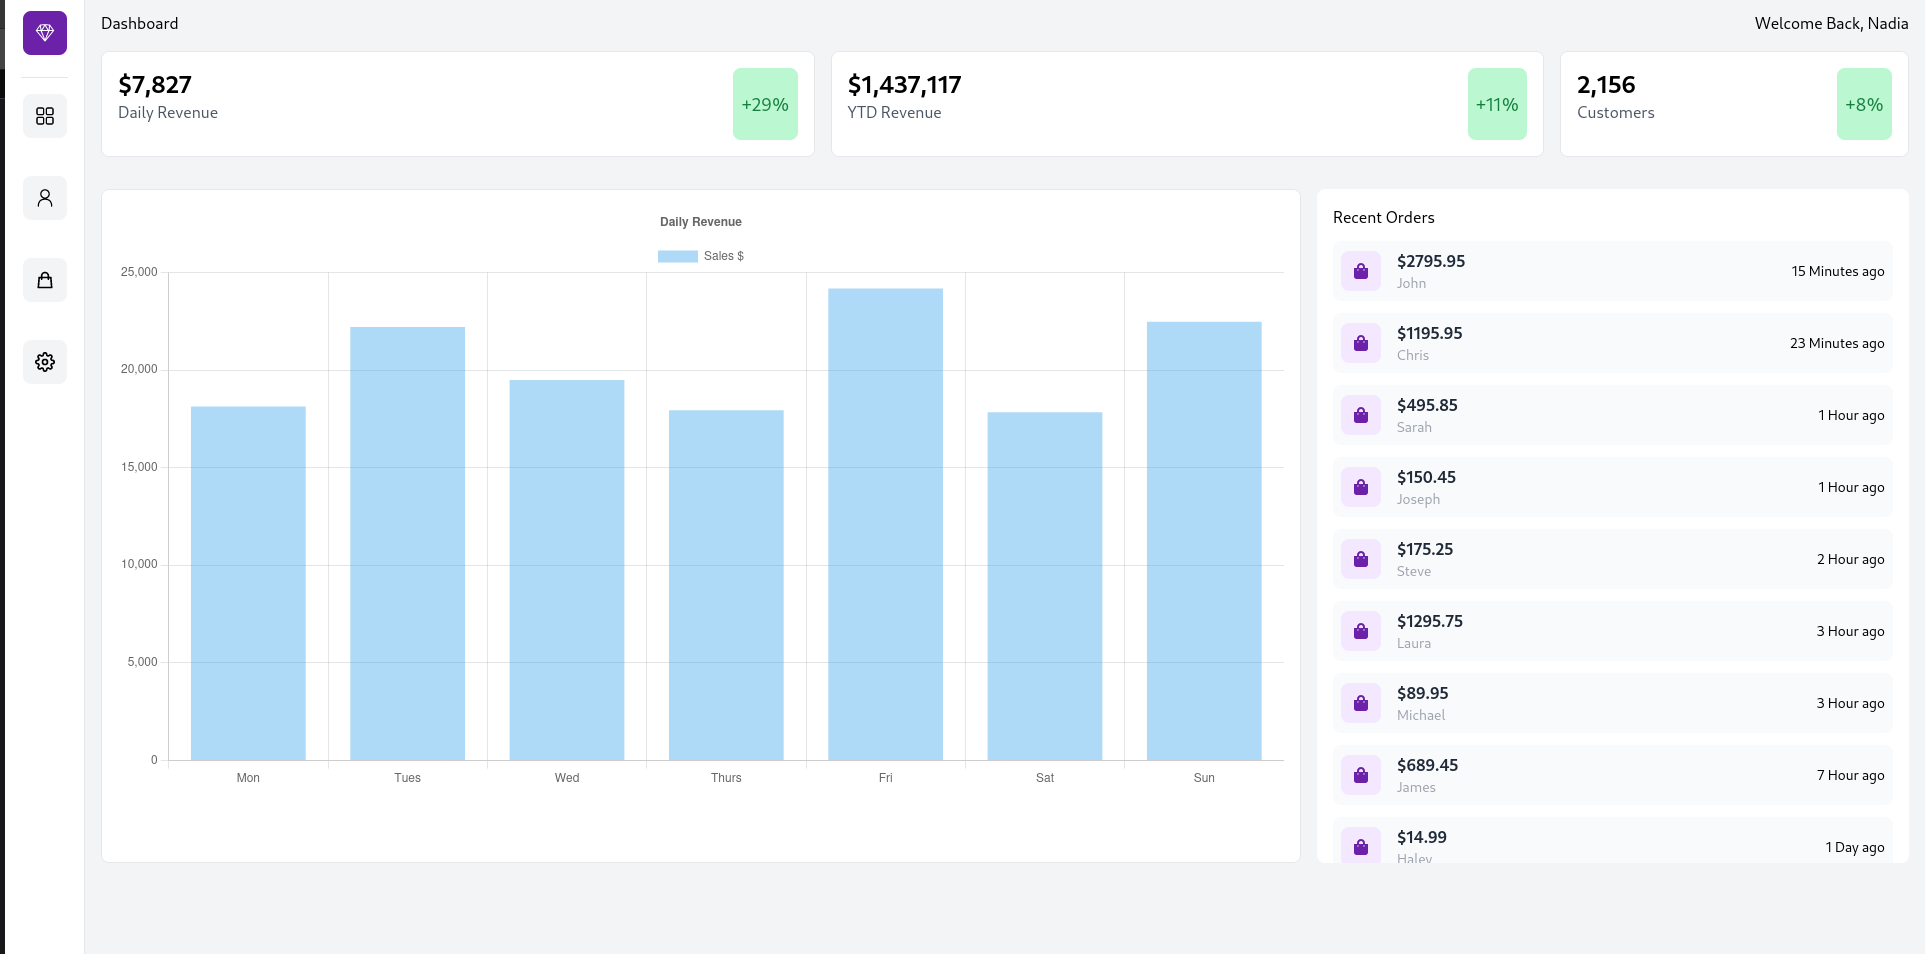 Dashboard
Welcome Back, Nadia
$7,827
Daily Revenue
+29%
$1,437,117
YTD Revenue
+11%
2,156
Customers
+8%
Daily Revenue
Sales $
25,000
20,000
15,000
10,000
5,000
0
Mon Tues Wed Thurs Fri Sat Sun
Recent Orders
$2795.95
John
15 Minutes ago
$1195.95
Chris
23 Minutes ago
$495.85
Sarah
1 Hour ago
$150.45
Joseph
1 Hour ago
$175.25
Steve
2 Hour ago
$1295.75
Laura
3 Hour ago
$89.95
Michael
3 Hour ago
$689.45
James
7 Hour ago
$14.99
Haley
1 Day ago